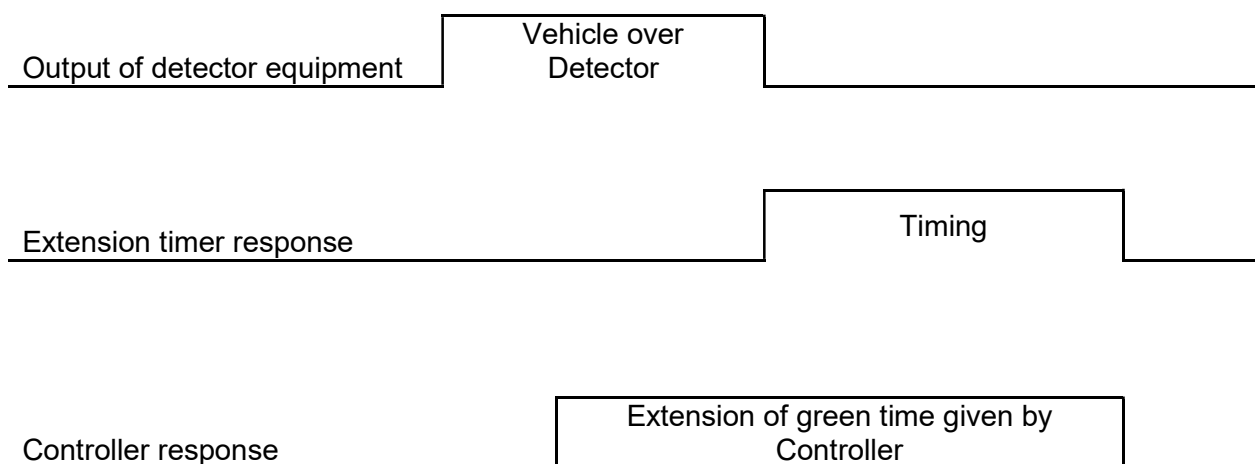 Vehicle over
Output of detector equipment Detector
Timing
Extension timer response
Extension of green time given by
Controller response Controller